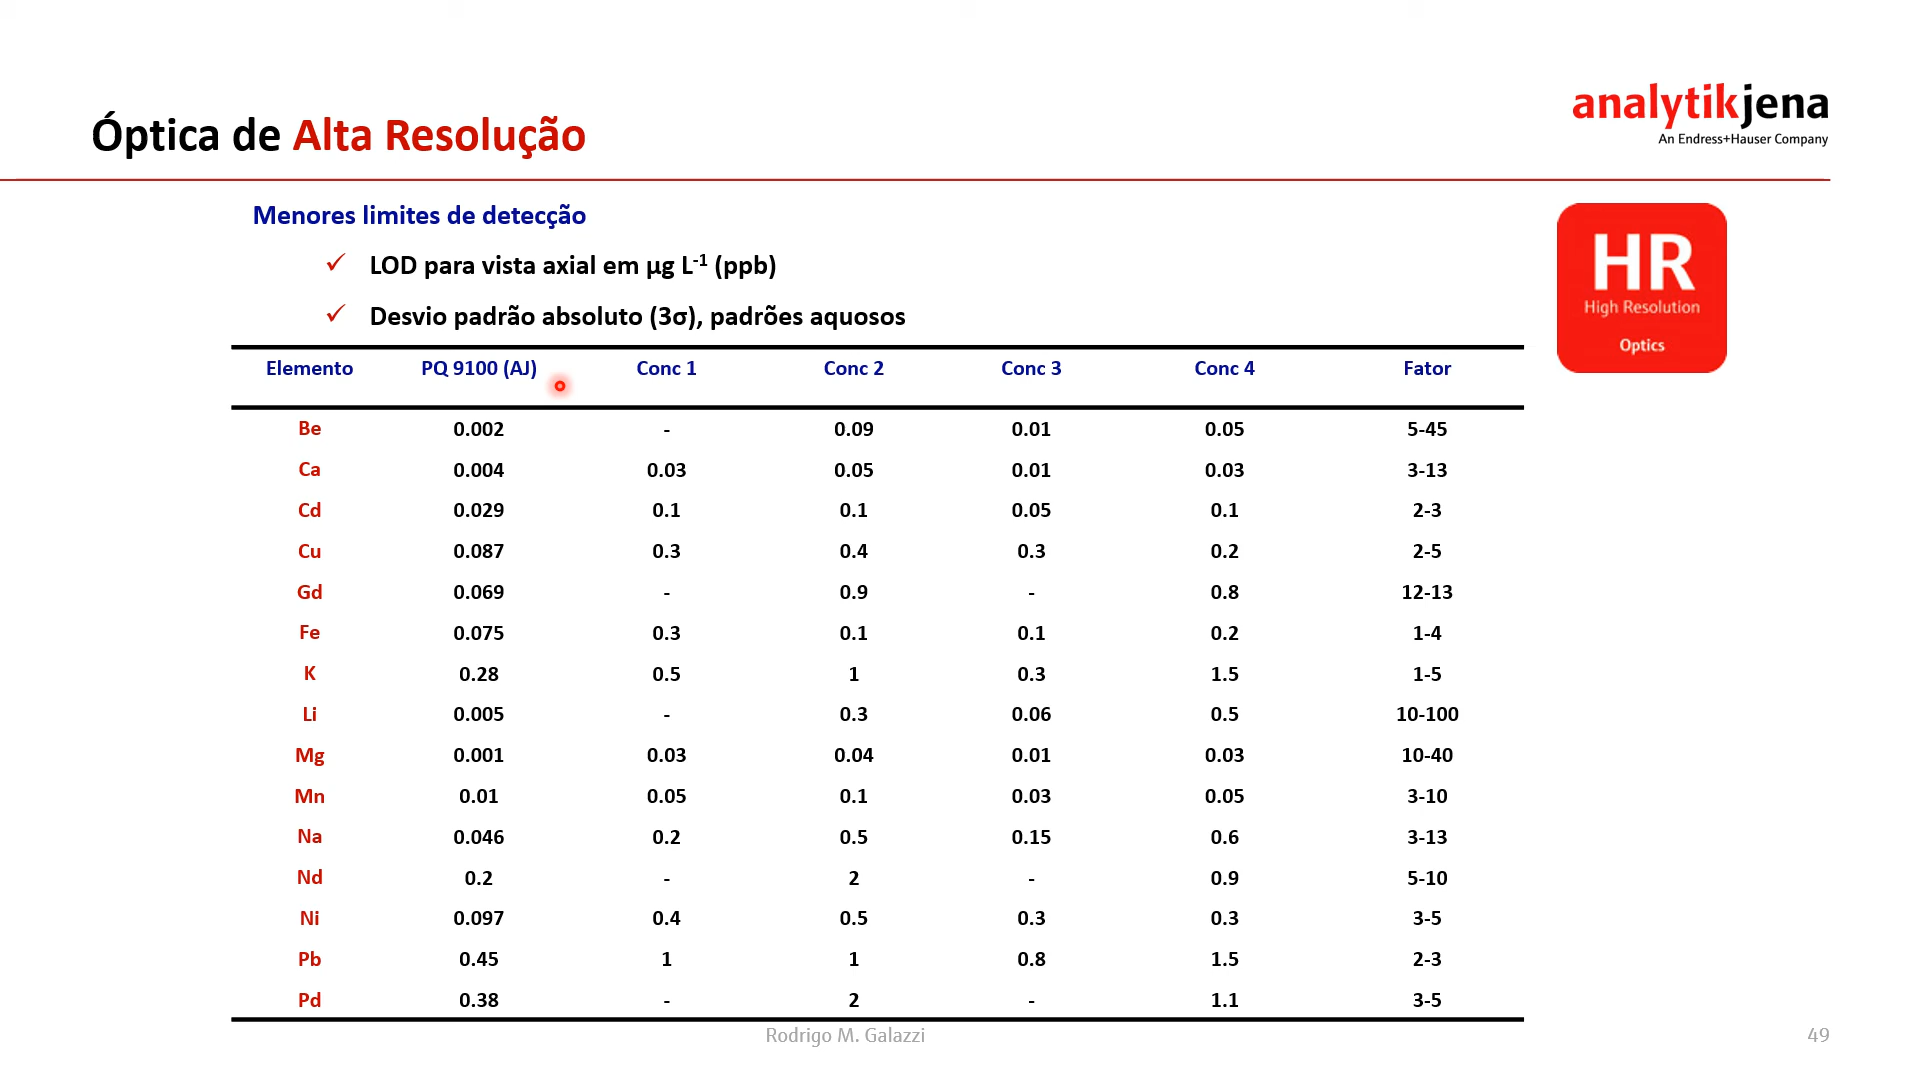 analytikjena
An Endress+Hauser Company
Óptica de Alta Resolução
Menores limites de detecção
✓ LOD para vista axial em µg L⁻¹ (ppb)
✓ Desvio padrão absoluto (3σ), padrões aquosos
HR
High Resolution
Optics
Elemento PQ 9100 (AJ) Conc 1 Conc 2 Conc 3 Conc 4 Fator
Be 0.002 - 0.09 0.01 0.05 5-45
Ca 0.004 0.03 0.05 0.01 0.03 3-13
Cd 0.029 0.1 0.1 0.05 0.1 2-3
Cu 0.087 0.3 0.4 0.3 0.2 2-5
Gd 0.069 - 0.9 - 0.8 12-13
Fe 0.075 0.3 0.1 0.1 0.2 1-4
K 0.28 0.5 1 0.3 1.5 1-5
Li 0.005 - 0.3 0.06 0.5 10-100
Mg 0.001 0.03 0.04 0.01 0.03 10-40
Mn 0.01 0.05 0.1 0.03 0.05 3-10
Na 0.046 0.2 0.5 0.15 0.6 3-13
Nd 0.2 - 2 - 0.9 5-10
Ni 0.097 0.4 0.5 0.3 0.3 3-5
Pb 0.45 1 1 0.8 1.5 2-3
Pd 0.38 - 2 - 1.1 3-5
Rodrigo M. Galazzi 49